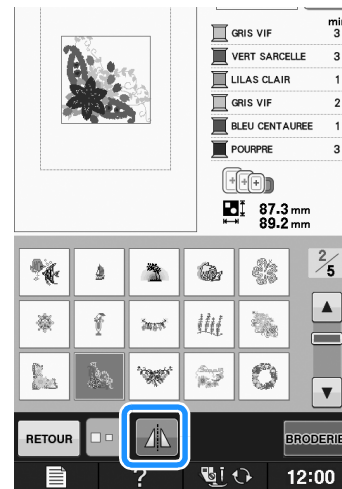 mi
GRIS VIF 3
VERT SARCELLE 3
LILAS CLAIR 1
GRIS VIF 2
BLEU CENTAUREE 1
POURPRE 3
87.3 mm
89.2 mm
2/5
RETOUR
BRODERIE
?
12:00